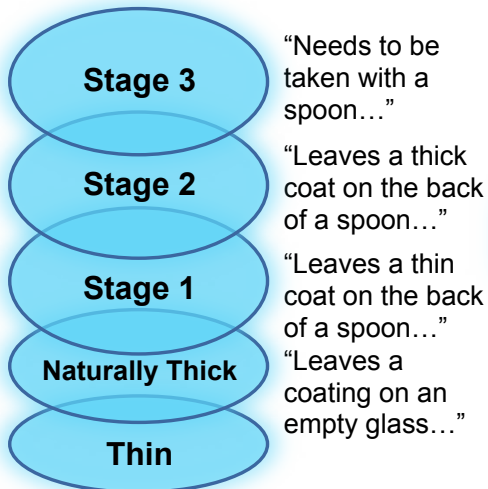 Stage 3
“Needs to be
taken with a
spoon…”
Stage 2
“Leaves a thick
coat on the back
of a spoon…”
Stage 1
“Leaves a thin
coat on the back
of a spoon…”
Naturally Thick
“Leaves a
coating on an
empty glass…”
Thin